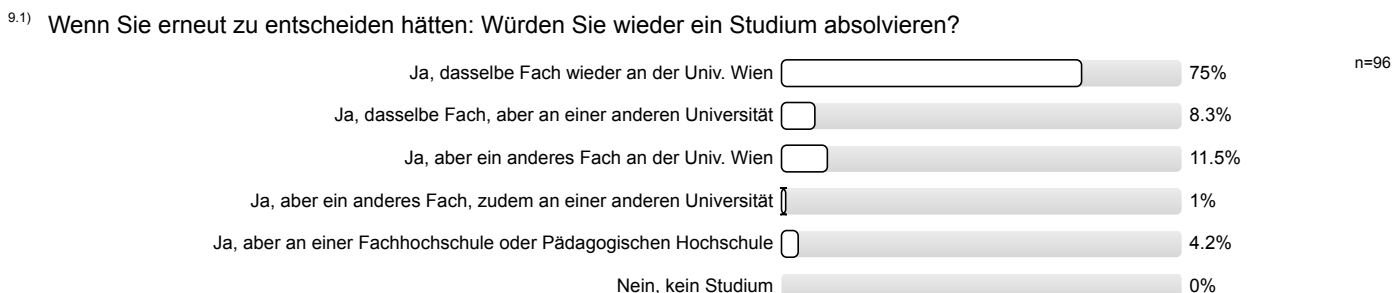 9.1) Wenn Sie erneut zu entscheiden hätten: Würden Sie wieder ein Studium absolvieren?
Ja, dasselbe Fach wieder an der Univ. Wien 75% n=96
Ja, dasselbe Fach, aber an einer anderen Universität 8.3%
Ja, aber ein anderes Fach an der Univ. Wien 11.5%
Ja, aber ein anderes Fach, zudem an einer anderen Universität 1%
Ja, aber an einer Fachhochschule oder Pädagogischen Hochschule 4.2%
Nein, kein Studium 0%